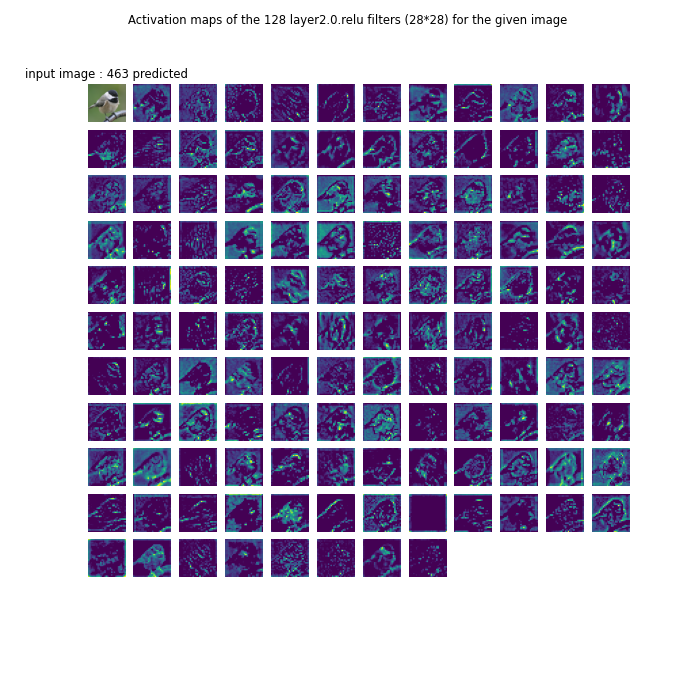 Activation maps of the 128 layer2.0.relu filters (28*28) for the given image
input image : 463 predicted